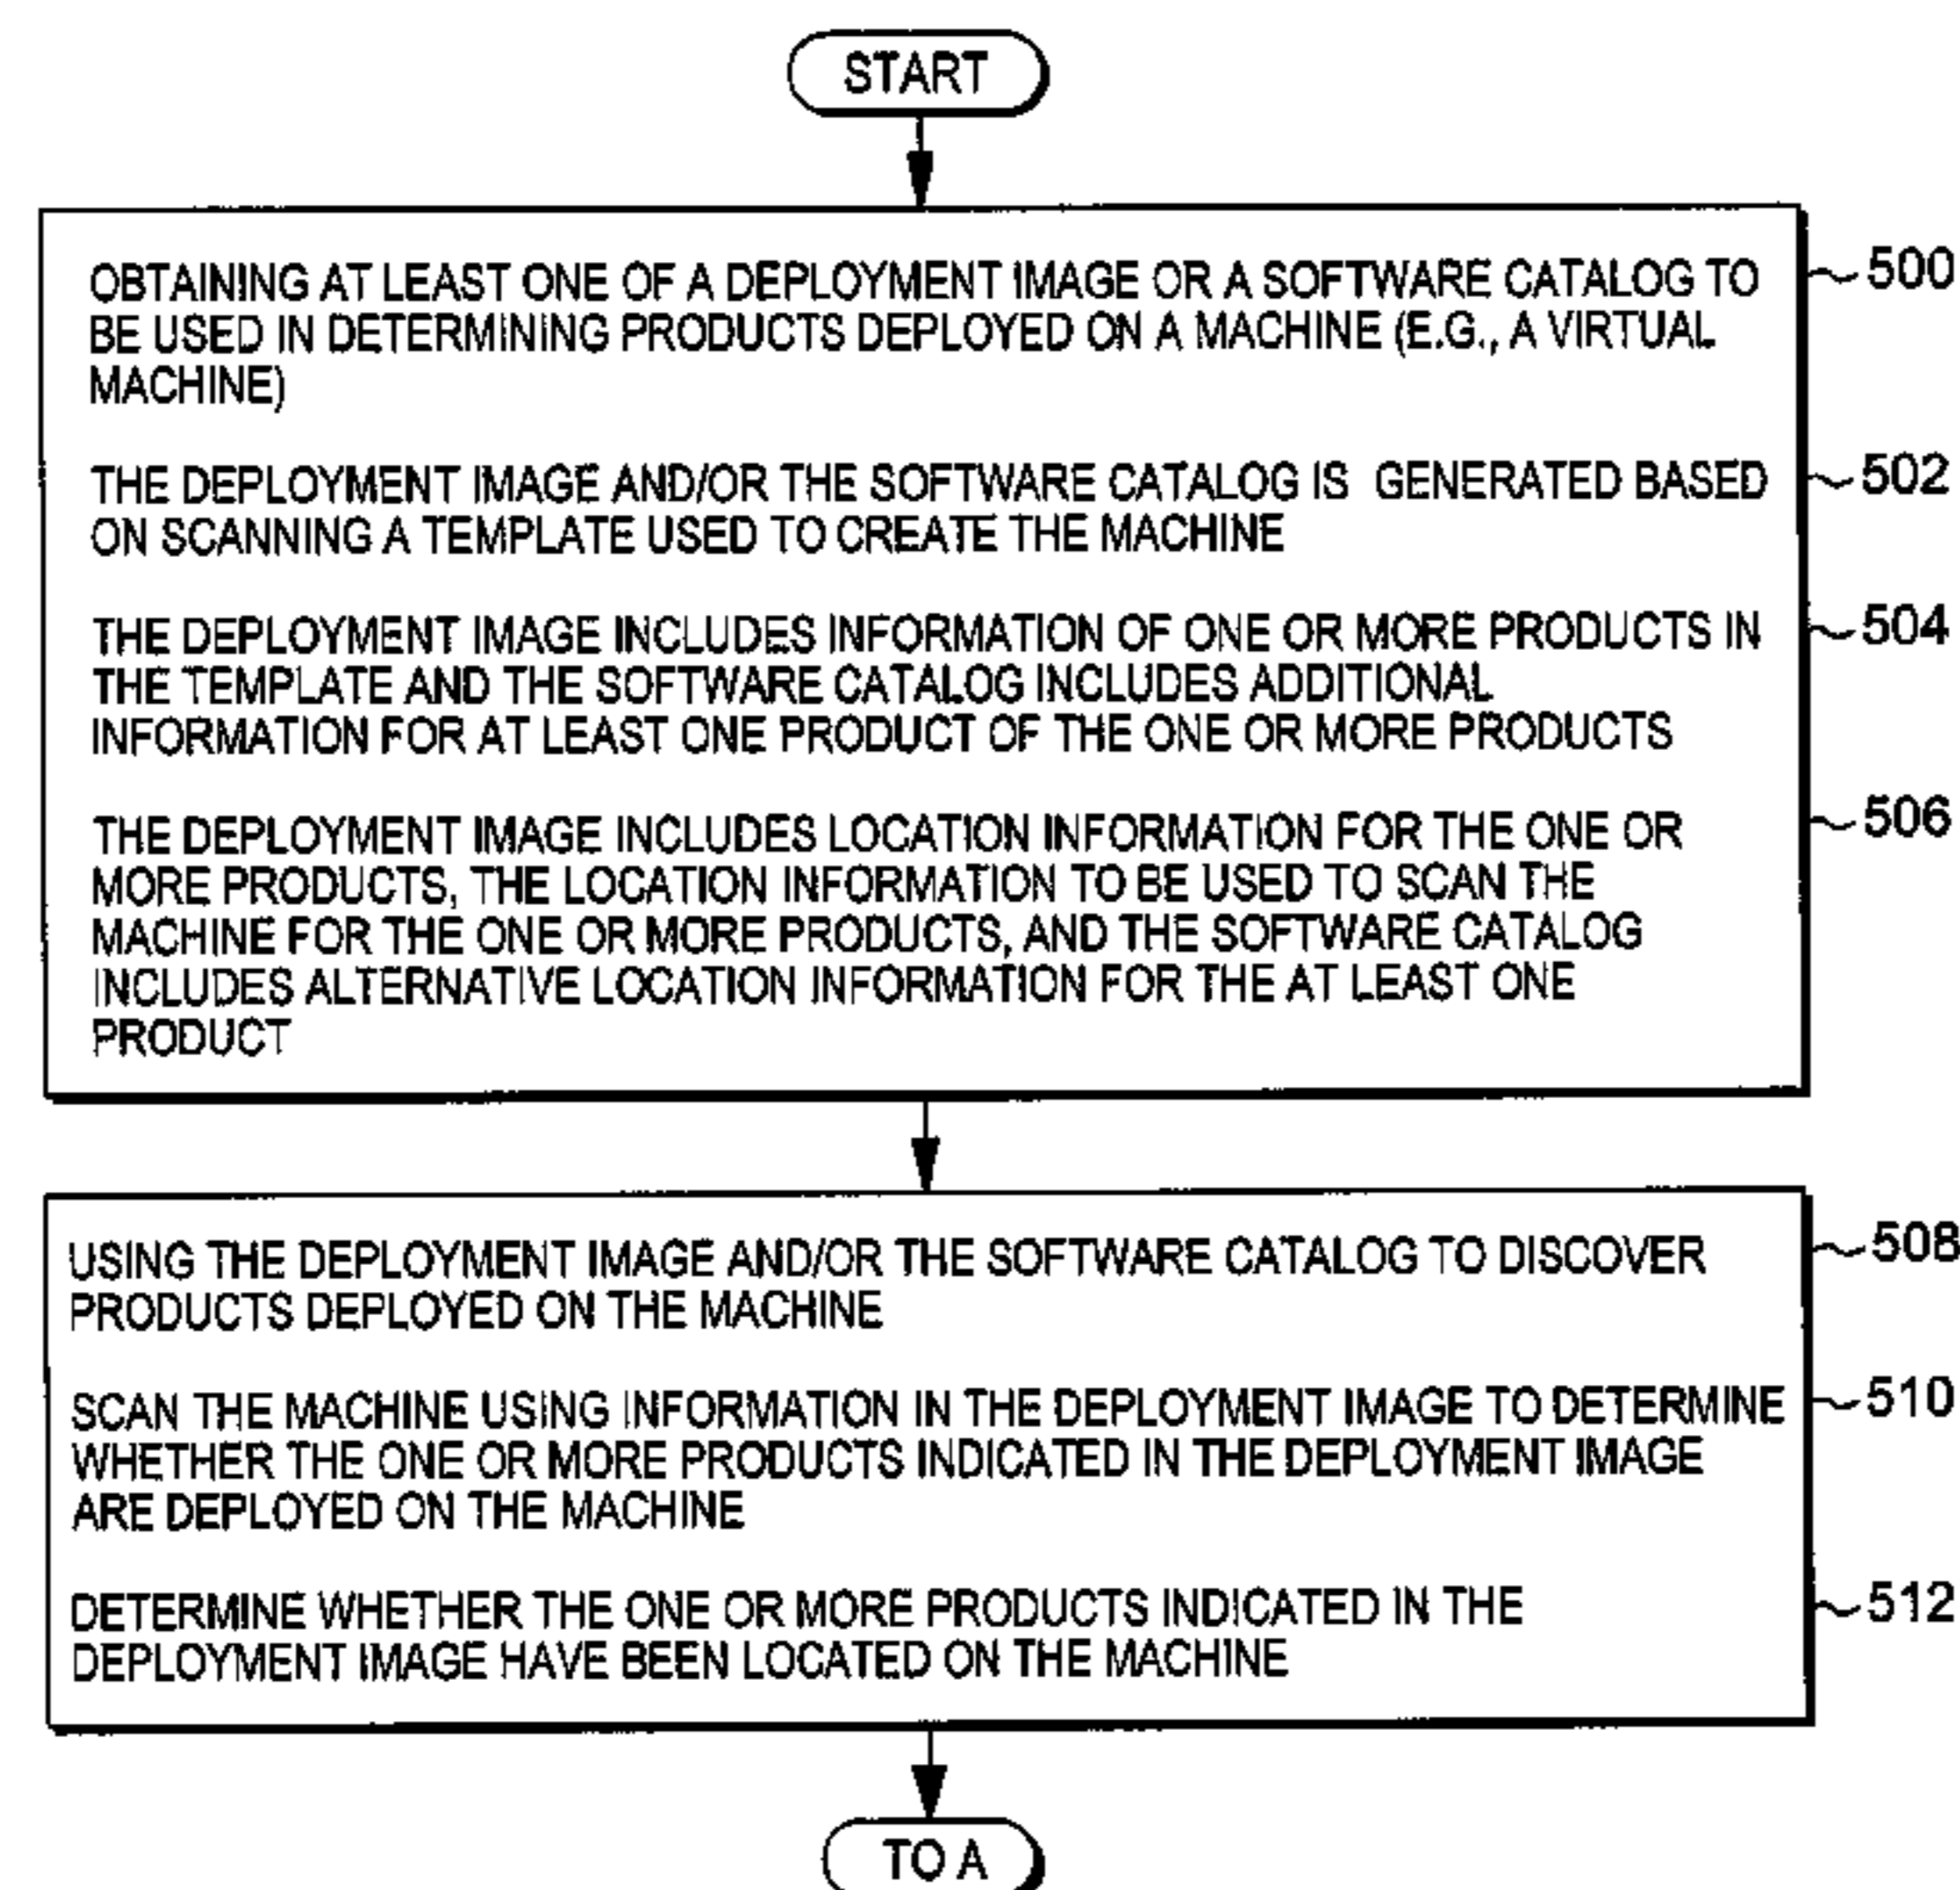 START
OBTAINING AT LEAST ONE OF A DEPLOYMENT IMAGE OR A SOFTWARE CATALOG TO
BE USED IN DETERMINING PRODUCTS DEPLOYED ON A MACHINE (E.G., A VIRTUAL
MACHINE)
500
THE DEPLOYMENT IMAGE AND/OR THE SOFTWARE CATALOG IS GENERATED BASED
ON SCANNING A TEMPLATE USED TO CREATE THE MACHINE
502
THE DEPLOYMENT IMAGE INCLUDES INFORMATION OF ONE OR MORE PRODUCTS IN
THE TEMPLATE AND THE SOFTWARE CATALOG INCLUDES ADDITIONAL
INFORMATION FOR AT LEAST ONE PRODUCT OF THE ONE OR MORE PRODUCTS
504
THE DEPLOYMENT IMAGE INCLUDES LOCATION INFORMATION FOR THE ONE OR
MORE PRODUCTS, THE LOCATION INFORMATION TO BE USED TO SCAN THE
MACHINE FOR THE ONE OR MORE PRODUCTS, AND THE SOFTWARE CATALOG
INCLUDES ALTERNATIVE LOCATION INFORMATION FOR THE AT LEAST ONE
PRODUCT
506
USING THE DEPLOYMENT IMAGE AND/OR THE SOFTWARE CATALOG TO DISCOVER
PRODUCTS DEPLOYED ON THE MACHINE
508
SCAN THE MACHINE USING INFORMATION IN THE DEPLOYMENT IMAGE TO DETERMINE
WHETHER THE ONE OR MORE PRODUCTS INDICATED IN THE DEPLOYMENT IMAGE
ARE DEPLOYED ON THE MACHINE
510
DETERMINE WHETHER THE ONE OR MORE PRODUCTS INDICATED IN THE
DEPLOYMENT IMAGE HAVE BEEN LOCATED ON THE MACHINE
512
TO A